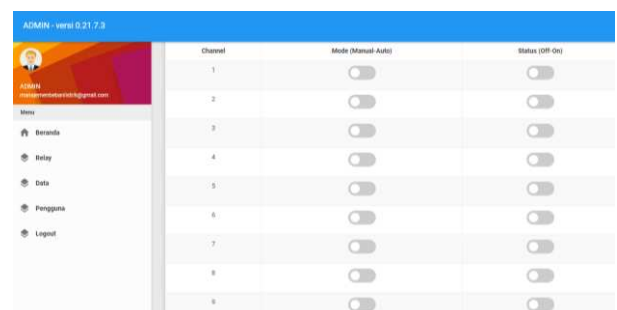 ADMIN - versi 0.21.7.3
ADMIN
Menu
Beranda
Relay
Data
Pengguna
Logout
Channel Mode (Manual-Auto) Status (Off-On)
1
2
3
4
5
6
7
8
9